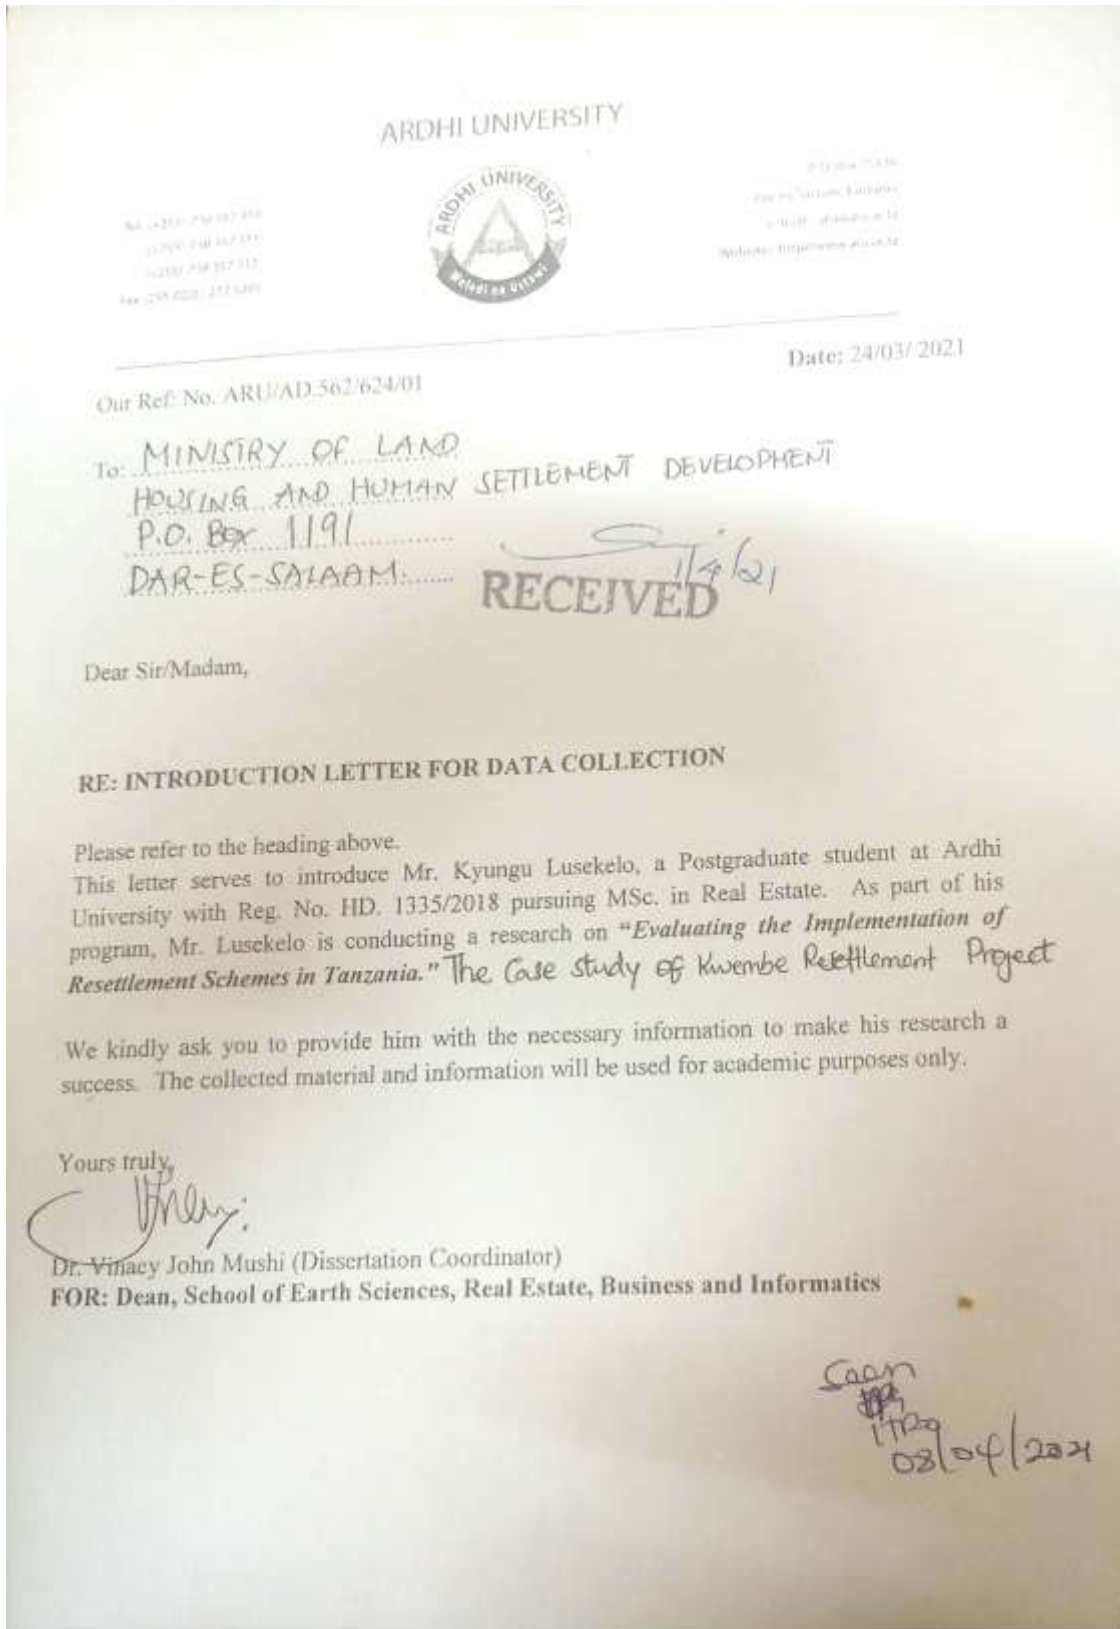 ARDHI UNIVERSITY
ARDHI UNIVERSITY
Our Ref: No. ARU/AD.562/624/01
Date: 24/03/ 2021
To: MINISTRY OF LAND
HOUSING AND HUMAN SETTLEMENT DEVELOPMENT
P.O. Box 1191
DAR-ES-SALAAM.
1/4/21
RECEIVED
Dear Sir/Madam,
RE: INTRODUCTION LETTER FOR DATA COLLECTION
Please refer to the heading above.
This letter serves to introduce Mr. Kyungu Lusekelo, a Postgraduate student at Ardhi
University with Reg. No. HD. 1335/2018 pursuing MSc. in Real Estate. As part of his
program, Mr. Lusekelo is conducting a research on "Evaluating the Implementation of
Resettlement Schemes in Tanzania." The Case Study of Kwembe Resettlement Project
We kindly ask you to provide him with the necessary information to make his research a
success. The collected material and information will be used for academic purposes only.
Yours truly,
Dr. Vinacy John Mushi (Dissertation Coordinator)
FOR: Dean, School of Earth Sciences, Real Estate, Business and Informatics
08/04/2021